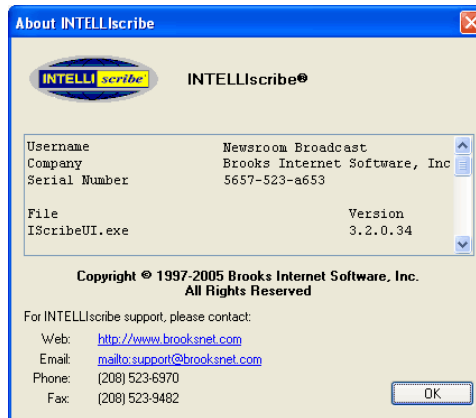 About INTELLIscribe
INTELLIscribe®
INTELLIscribe®
Username Newsroom Broadcast
Company Brooks Internet Software, Inc
Serial Number 5657-523-a653
File Version
IScribeUI.exe 3.2.0.34
Copyright © 1997-2005 Brooks Internet Software, Inc.
All Rights Reserved
For INTELLIscribe support, please contact:
Web: http://www.brooksnet.com
Email: mailto:support@brooksnet.com
Phone: (208) 523-6970
Fax: (208) 523-9482
OK